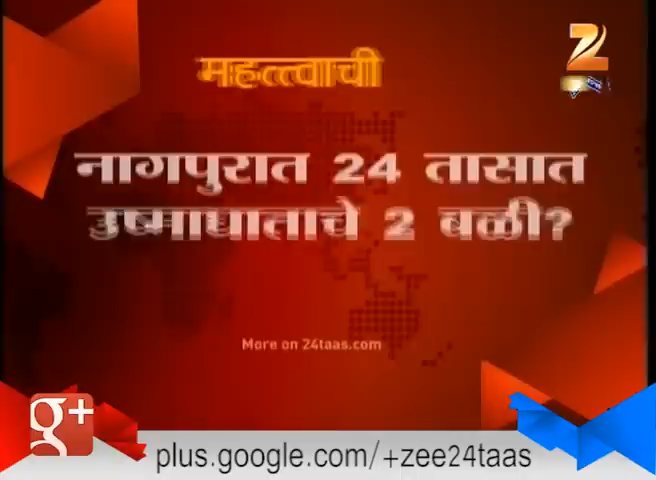 महत्त्वाची
नागपुरात 24 तासात
उष्माघाताचे 2 बळी?
More on 24taas.com
g+
plus.google.com/+zee24taas